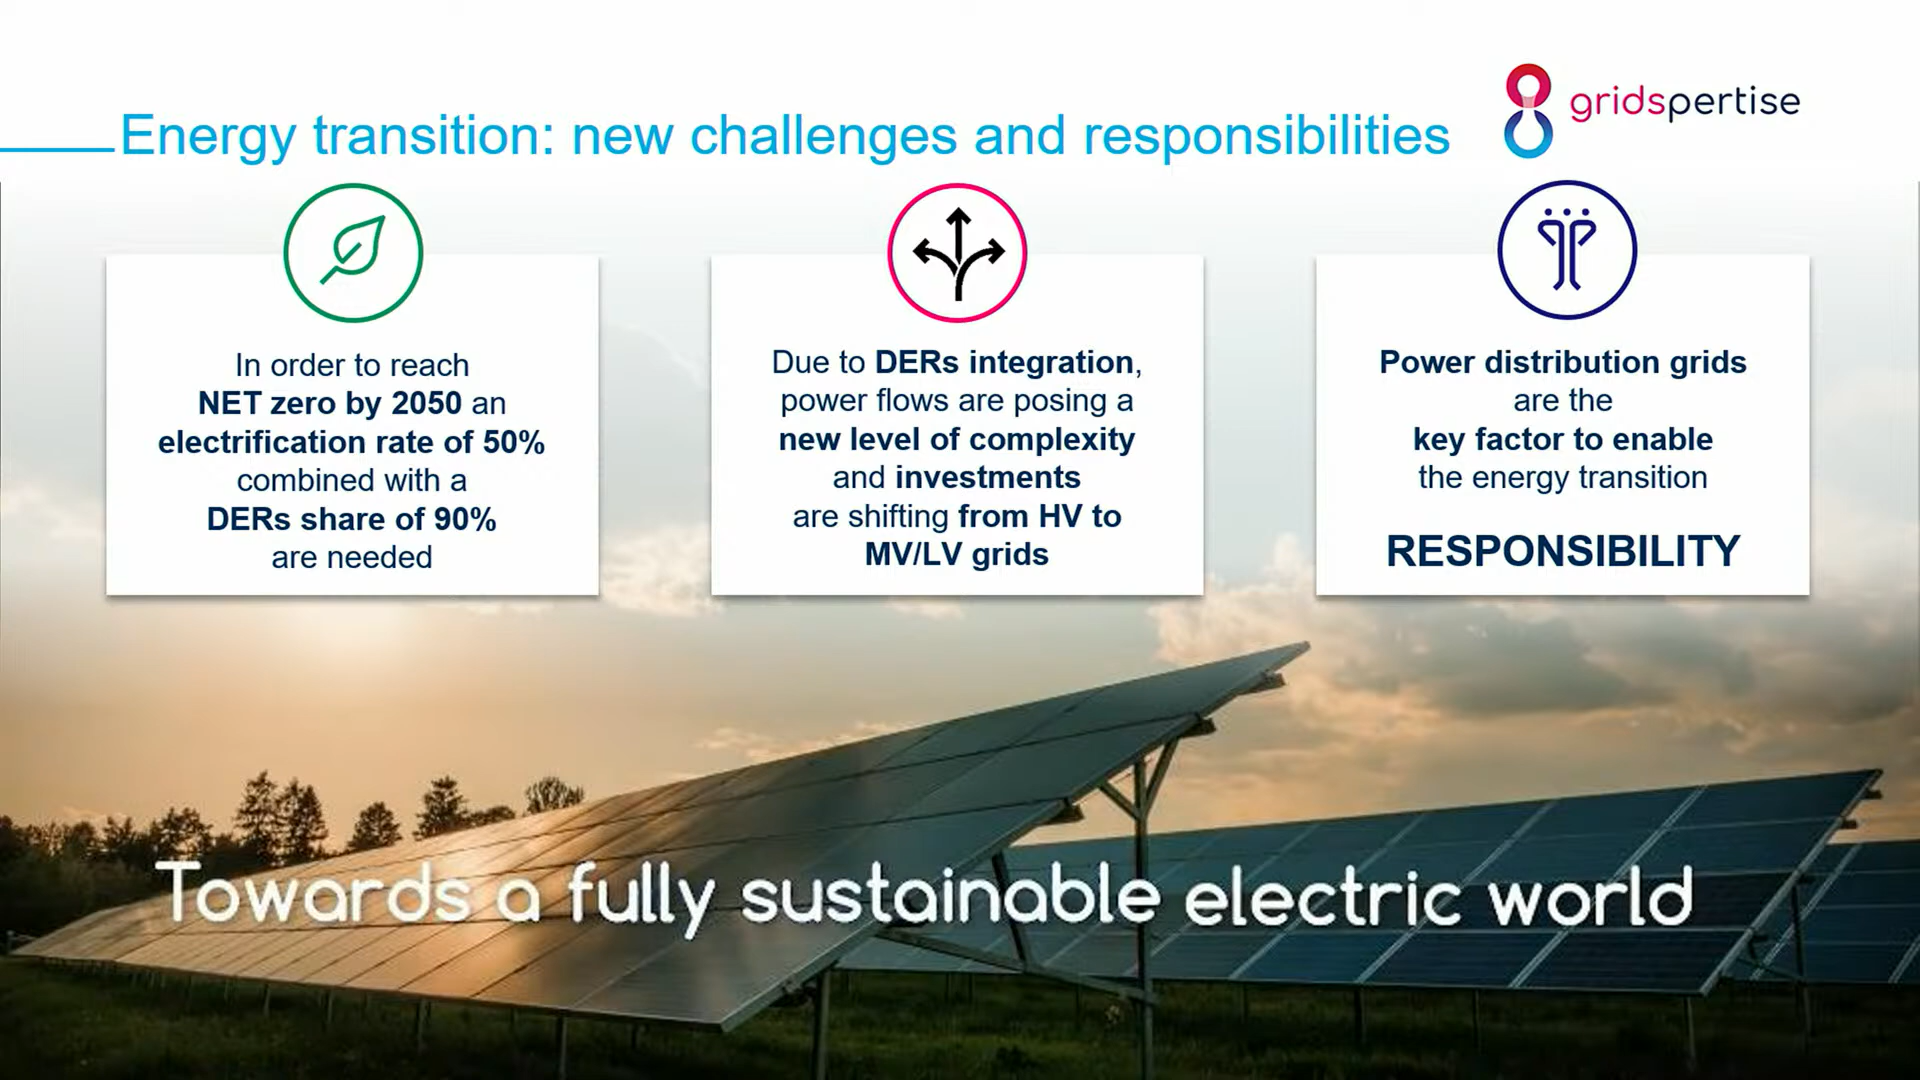 Energy transition: new challenges and responsibilities
gridspertise
In order to reach
NET zero by 2050 an
electrification rate of 50%
combined with a
DERs share of 90%
are needed
Due to DERs integration,
power flows are posing a
new level of complexity
and investments
are shifting from HV to
MV/LV grids
Power distribution grids
are the
key factor to enable
the energy transition
RESPONSIBILITY
Towards a fully sustainable electric world